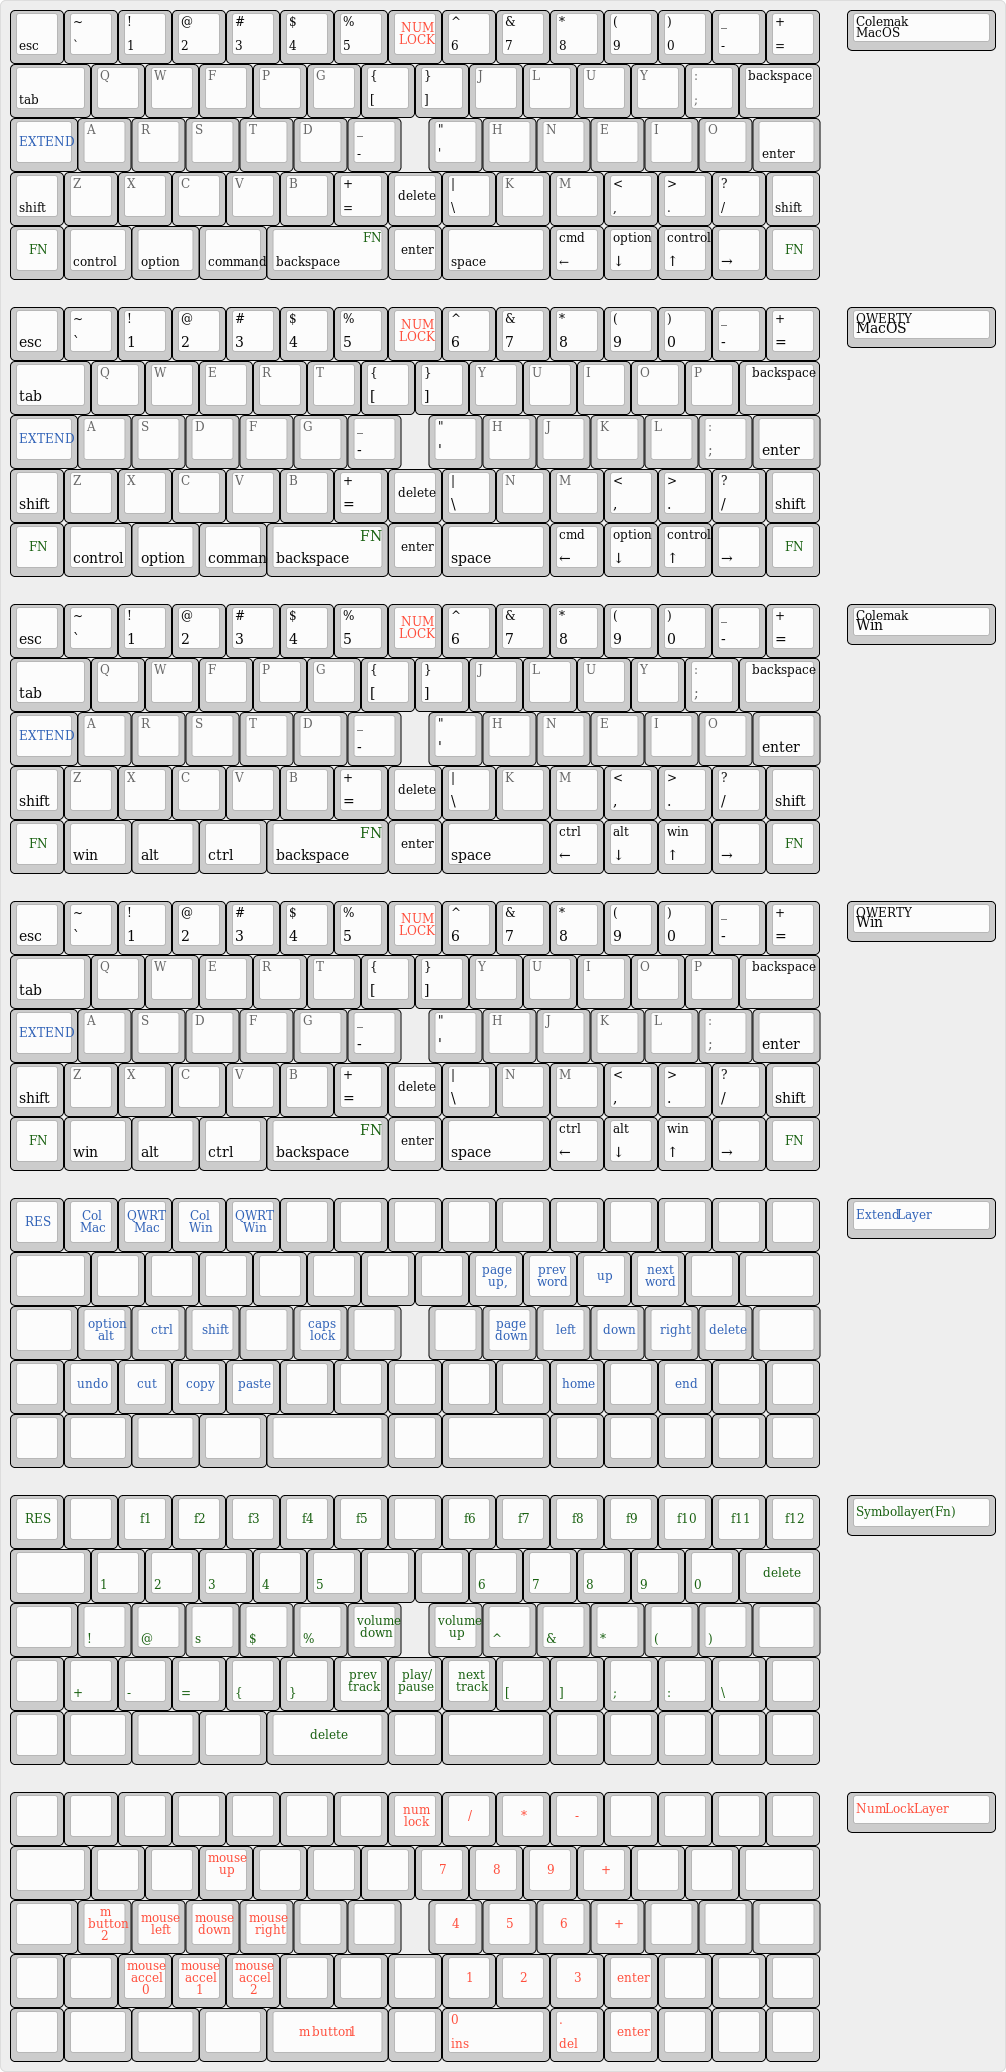 ~ ! @ # $ % NUM LOCK ^ & * ( ) _ + Colemak MacOS
esc ` 1 2 3 4 5 6 7 8 9 0 - =
Q W F P G { } J L U Y : backspace
tab [ ] ;
EXTEND A R S T D _ " H N E I O
- ' enter
Z X C V B + delete | K M < > ?
shift = \ , . / shift
FN FN enter cmd option control FN
control option command backspace space ← ↓ ↑ →
~ ! @ # $ % NUM LOCK ^ & * ( ) _ + QWERTY MacOS
esc ` 1 2 3 4 5 6 7 8 9 0 - =
Q W E R T { } Y U I O P backspace
tab [ ]
EXTEND A S D F G _ " H J K L :
- ' ; enter
Z X C V B + delete | N M < > ?
shift = \ , . / shift
FN FN enter cmd option control FN
control option comman backspace space ← ↓ ↑ →
~ ! @ # $ % NUM LOCK ^ & * ( ) _ + Colemak Win
esc ` 1 2 3 4 5 6 7 8 9 0 - =
Q W F P G { } J L U Y : backspace
tab [ ] ;
EXTEND A R S T D _ " H N E I O
- ' enter
Z X C V B + delete | K M < > ?
shift = \ , . / shift
FN FN enter ctrl alt win FN
win alt ctrl backspace space ← ↓ ↑ →
~ ! @ # $ % NUM LOCK ^ & * ( ) _ + QWERTY Win
esc ` 1 2 3 4 5 6 7 8 9 0 - =
Q W E R T { } Y U I O P backspace
tab [ ]
EXTEND A S D F G _ " H J K L :
- ' ; enter
Z X C V B + delete | N M < > ?
shift = \ , . / shift
FN FN enter ctrl alt win FN
win alt ctrl backspace space ← ↓ ↑ →
RES Col Mac QWRT Mac Col Win QWRT Win Extend Layer
page up, prev word up next word
option alt ctrl shift caps lock page down left down right delete
undo cut copy paste home end
RES f1 f2 f3 f4 f5 f6 f7 f8 f9 f10 f11 f12 Symbol layer (Fn)
1 2 3 4 5 6 7 8 9 0 delete
! @ s $ % volume down volume up ^ & * ( )
+ - = { } prev track play/ pause next track [ ] ; : \
delete
num lock / * - NumLock Layer
mouse up 7 8 9 +
m button 2 mouse left mouse down mouse right 4 5 6 +
mouse accel 0 mouse accel 1 mouse accel 2 1 2 3 enter
m button1 0 ins . del enter